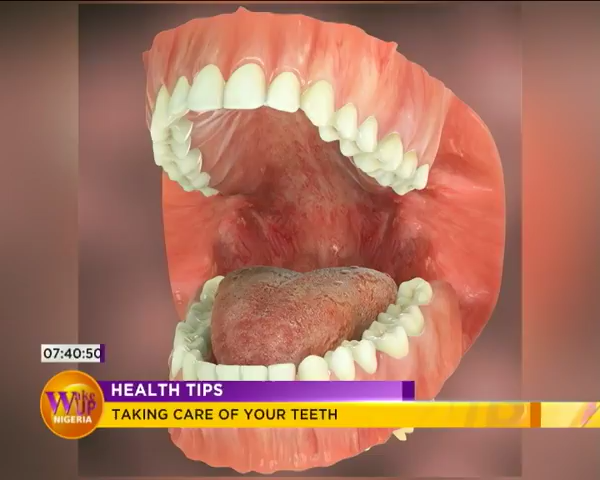 07:40:50
HEALTH TIPS
Wake
UP
NIGERIA
TAKING CARE OF YOUR TEETH